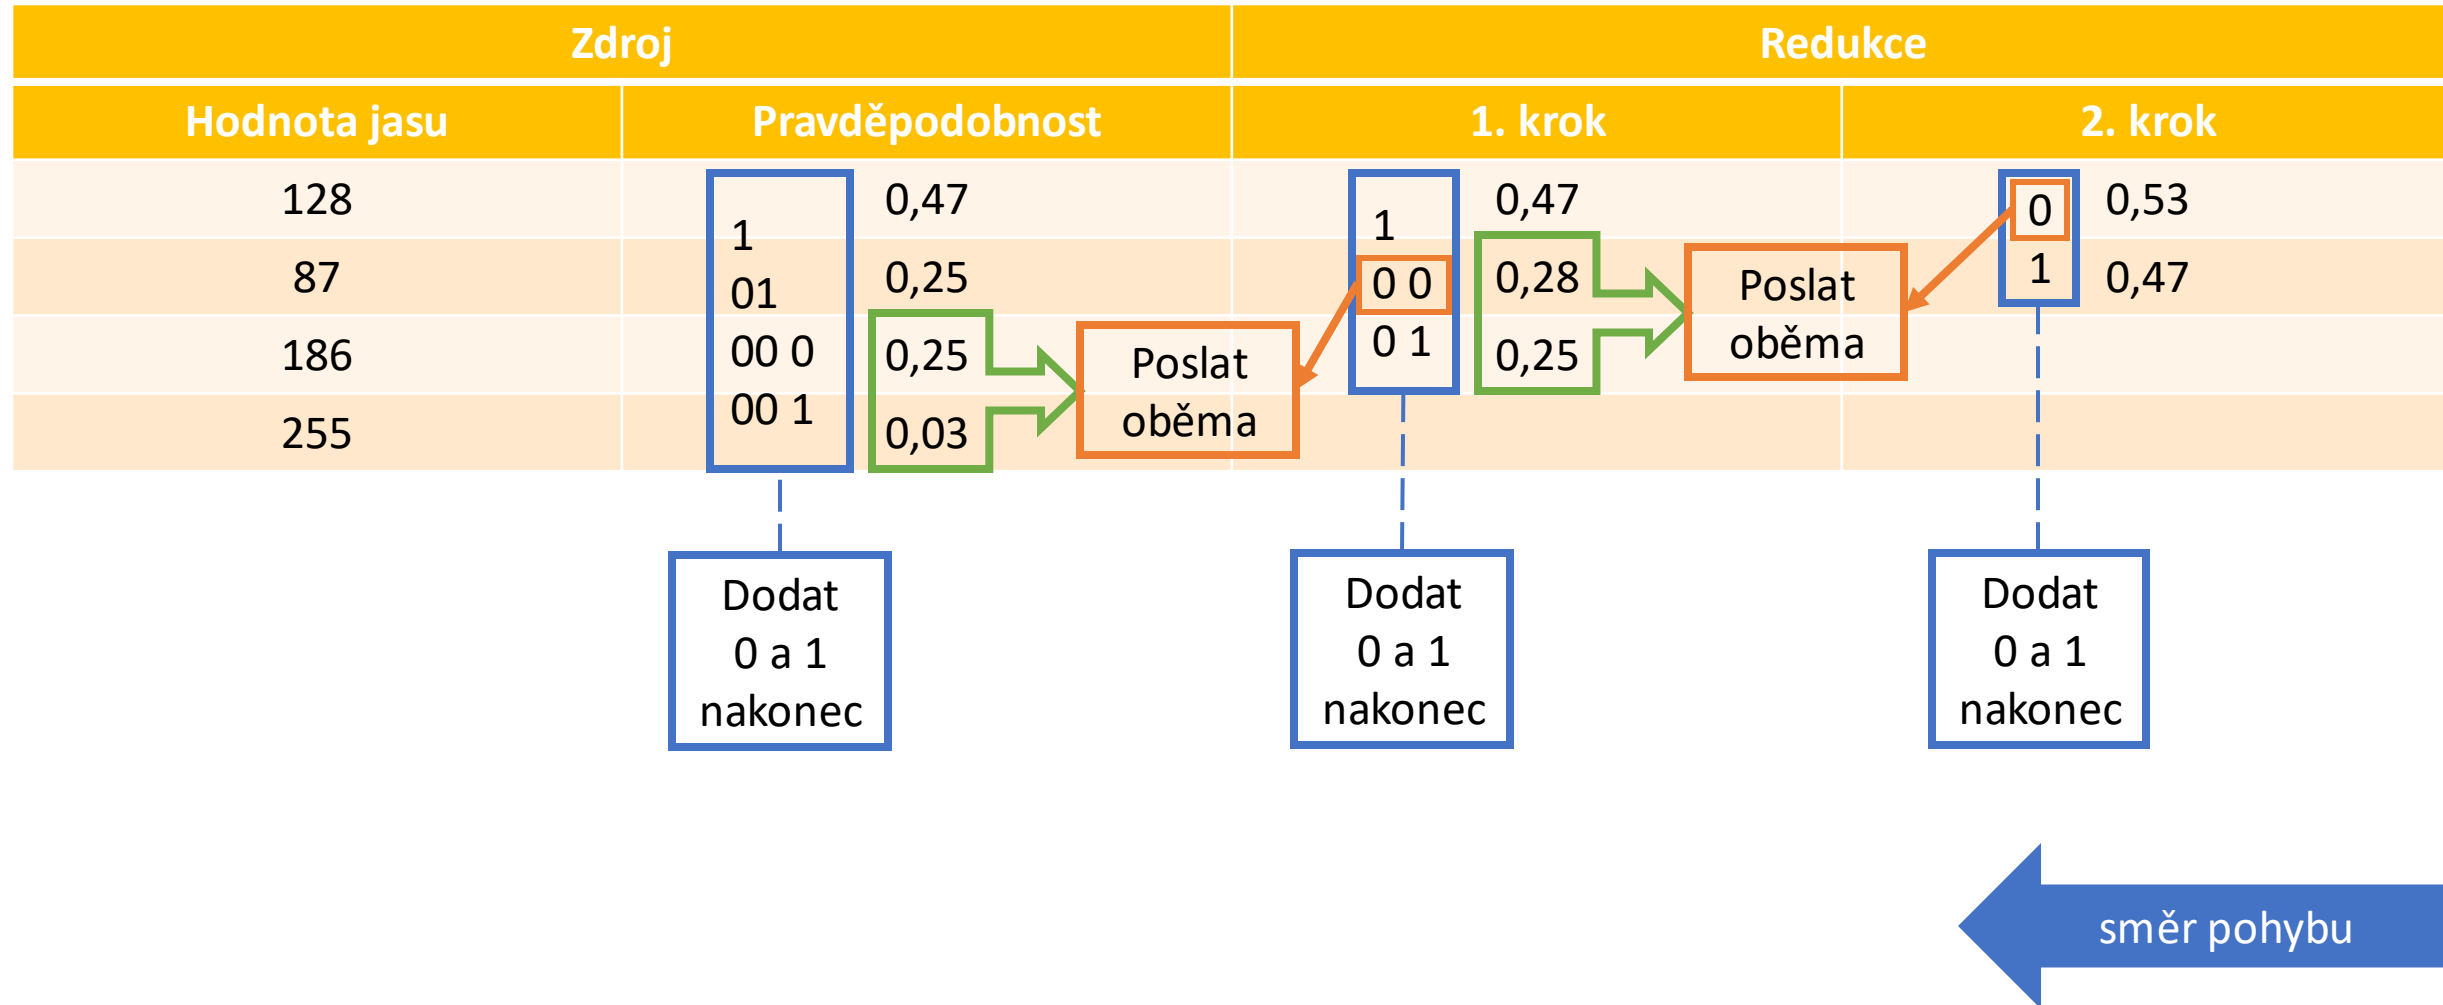 Zdroj Redukce
Hodnota jasu Pravděpodobnost 1. krok 2. krok
128 1 0,47 1 0,47 0 0,53
87 01 0,25 0 0 0,28 1 0,47
186 00 0 0,25 0 1 0,25
255 00 1 0,03
Poslat
oběma
Poslat
oběma
Dodat
0 a 1
nakonec
Dodat
0 a 1
nakonec
Dodat
0 a 1
nakonec
směr pohybu